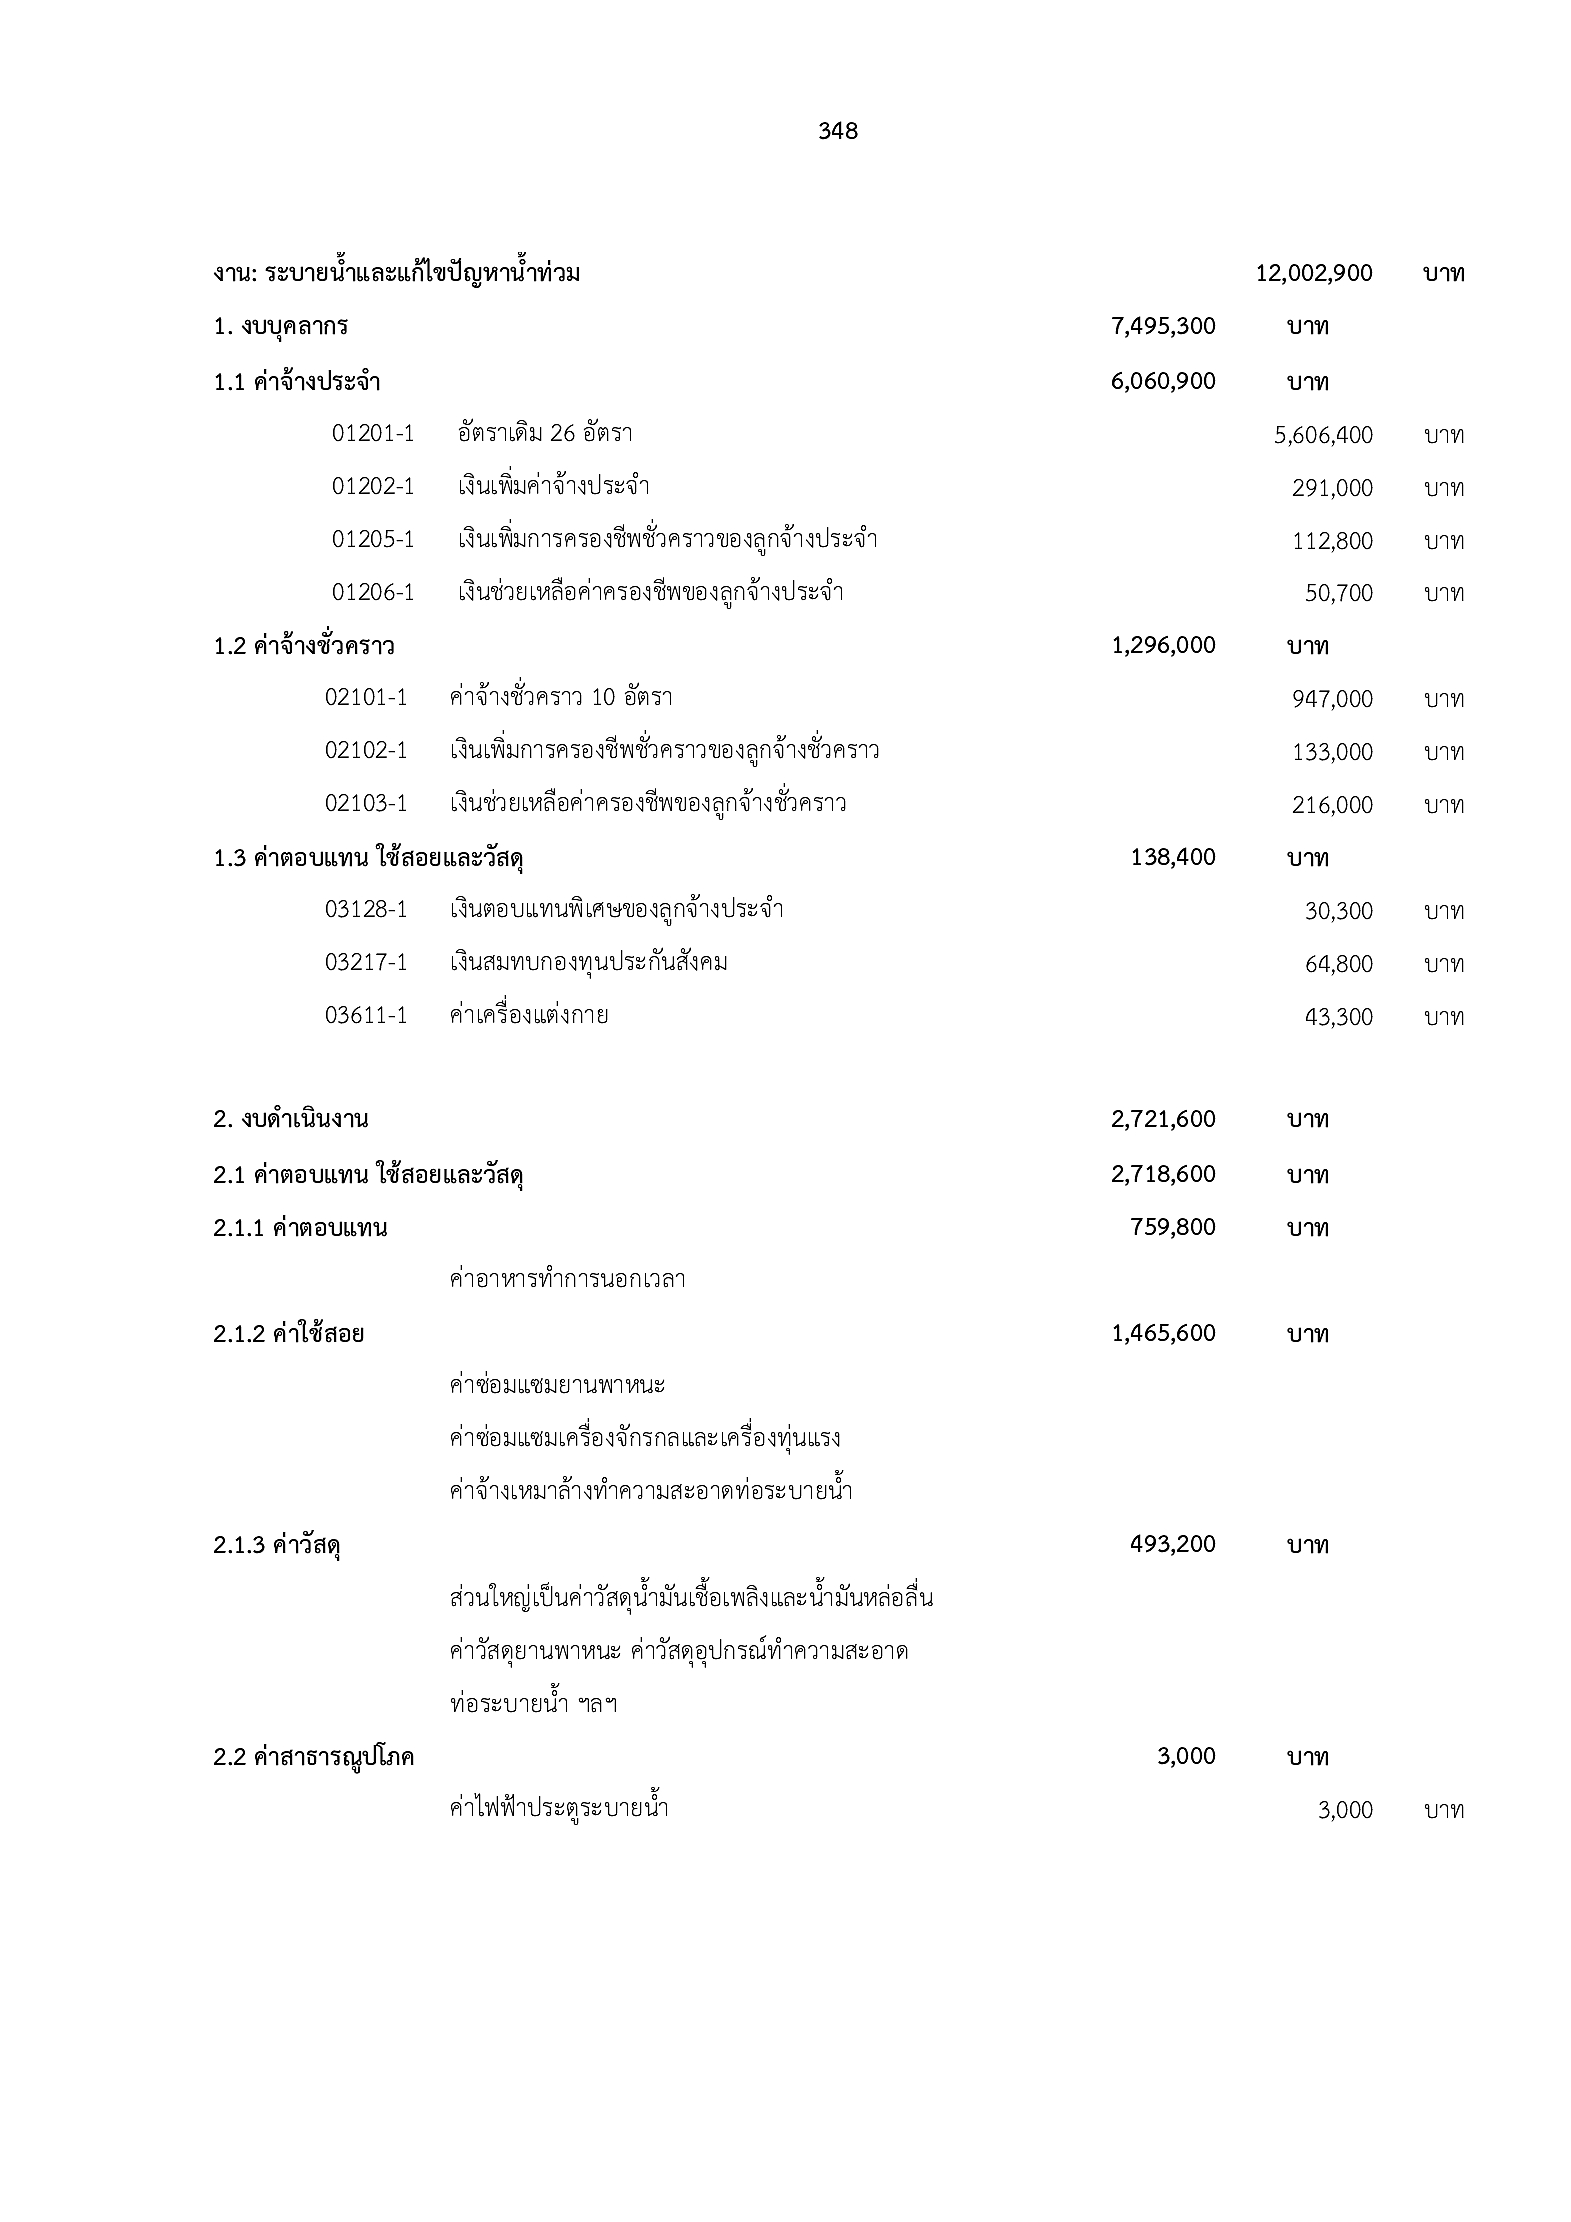 348
งาน: ระบายน้ำและแก้ไขปัญหาน้ำท่วม 12,002,900 บาท
1. งบบุคลากร 7,495,300 บาท
1.1 ค่าจ้างประจำ 6,060,900 บาท
01201-1 อัตราเดิม 26 อัตรา 5,606,400 บาท
01202-1 เงินเพิ่มค่าจ้างประจำ 291,000 บาท
01205-1 เงินเพิ่มการครองชีพชั่วคราวของลูกจ้างประจำ 112,800 บาท
01206-1 เงินช่วยเหลือค่าครองชีพของลูกจ้างประจำ 50,700 บาท
1.2 ค่าจ้างชั่วคราว 1,296,000 บาท
02101-1 ค่าจ้างชั่วคราว 10 อัตรา 947,000 บาท
02102-1 เงินเพิ่มการครองชีพชั่วคราวของลูกจ้างชั่วคราว 133,000 บาท
02103-1 เงินช่วยเหลือค่าครองชีพของลูกจ้างชั่วคราว 216,000 บาท
1.3 ค่าตอบแทน ใช้สอยและวัสดุ 138,400 บาท
03128-1 เงินตอบแทนพิเศษของลูกจ้างประจำ 30,300 บาท
03217-1 เงินสมทบกองทุนประกันสังคม 64,800 บาท
03611-1 ค่าเครื่องแต่งกาย 43,300 บาท
2. งบดำเนินงาน 2,721,600 บาท
2.1 ค่าตอบแทน ใช้สอยและวัสดุ 2,718,600 บาท
2.1.1 ค่าตอบแทน 759,800 บาท
ค่าอาหารทำการนอกเวลา
2.1.2 ค่าใช้สอย 1,465,600 บาท
ค่าซ่อมแซมยานพาหนะ
ค่าซ่อมแซมเครื่องจักรกลและเครื่องทุ่นแรง
ค่าจ้างเหมาล้างทำความสะอาดท่อระบายน้ำ
2.1.3 ค่าวัสดุ 493,200 บาท
ส่วนใหญ่เป็นค่าวัสดุน้ำมันเชื้อเพลิงและน้ำมันหล่อลื่น
ค่าวัสดุยานพาหนะ ค่าวัสดุอุปกรณ์ทำความสะอาด
ท่อระบายน้ำ ฯลฯ
2.2 ค่าสาธารณูปโภค 3,000 บาท
ค่าไฟฟ้าประตูระบายน้ำ 3,000 บาท